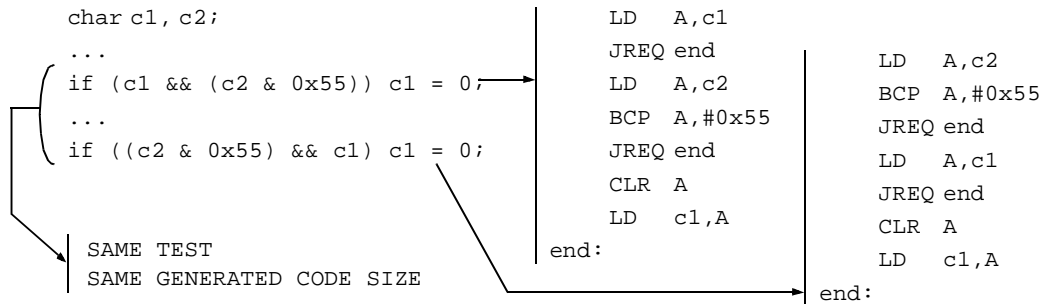 char c1, c2;
...
if (c1 && (c2 & 0x55)) c1 = 0;
...
if ((c2 & 0x55) && c1) c1 = 0;
SAME TEST
SAME GENERATED CODE SIZE
LD A,c1
JREQ end
LD A,c2
BCP A,#0x55
JREQ end
CLR A
LD c1,A
end:
LD A,c2
BCP A,#0x55
JREQ end
LD A,c1
JREQ end
CLR A
LD c1,A
end: